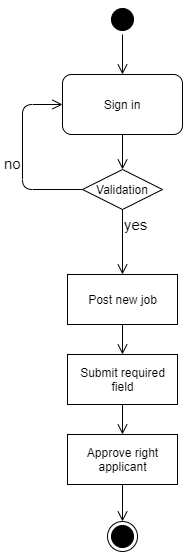 Sign in
no
Validation
yes
Post new job
Submit required
field
Approve right
applicant